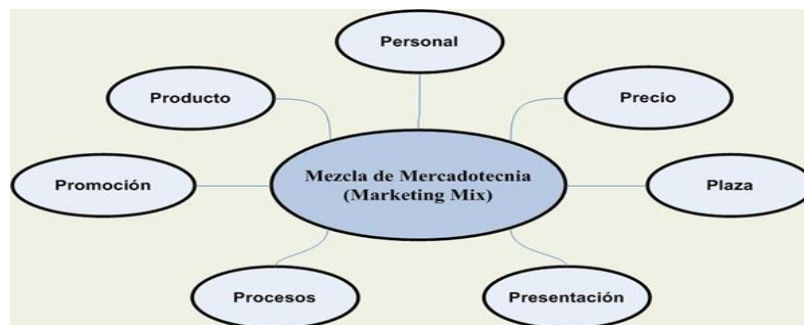 Personal
Producto
Precio
Mezcla de Mercadotecnia
(Marketing Mix)
Promoción
Plaza
Procesos
Presentación